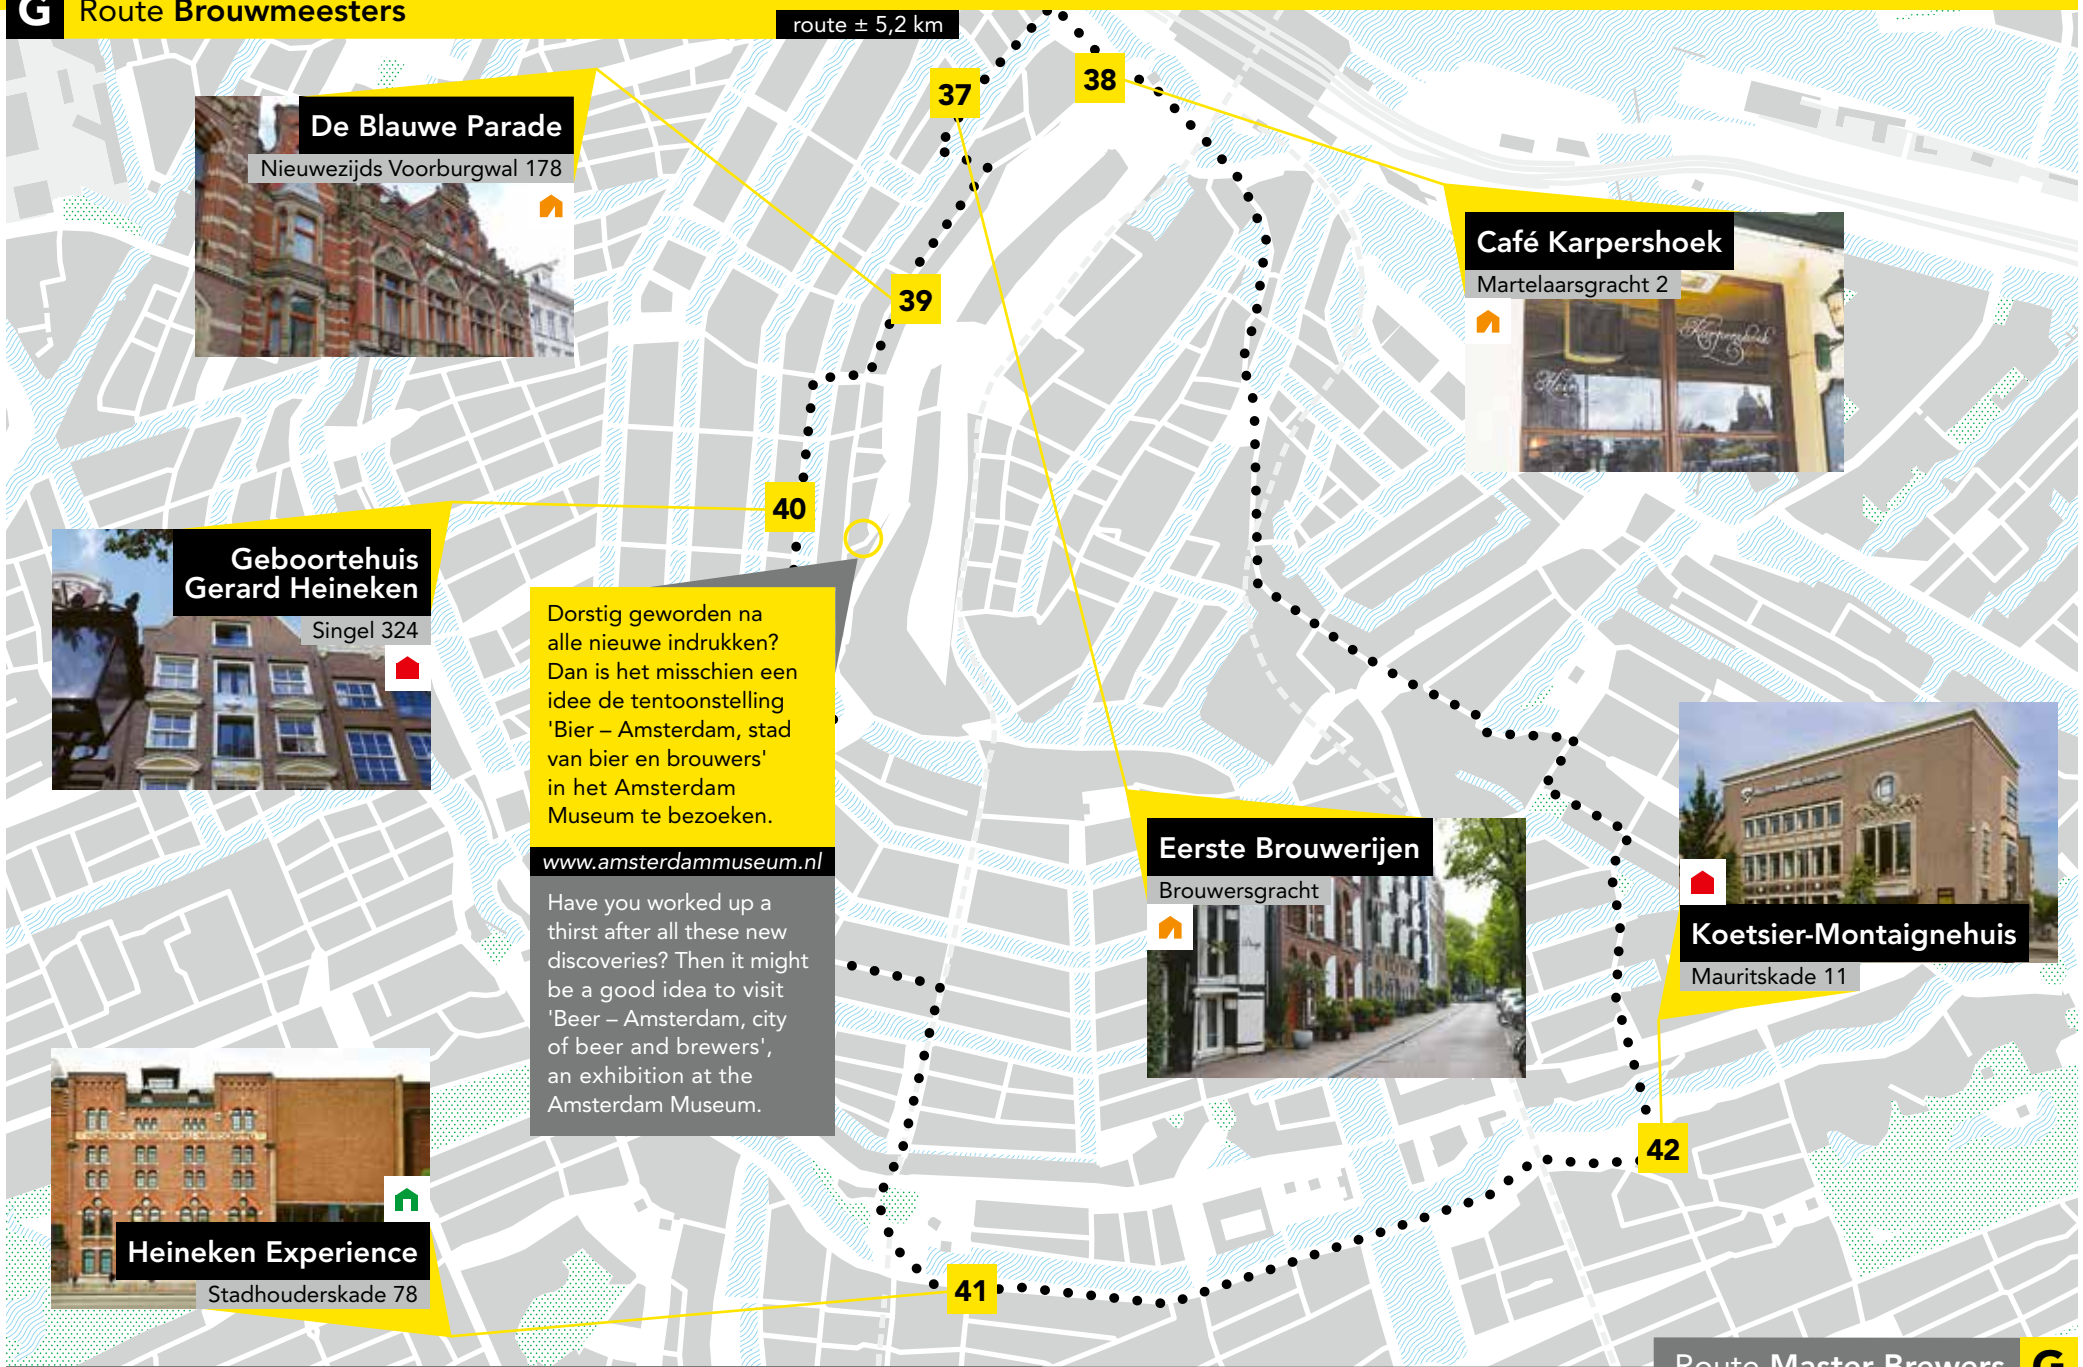 G Route Brouwmeesters
route ± 5,2 km
37
38
De Blauwe Parade
Nieuwezijds Voorburgwal 178
Café Karpershoek
Martelaarsgracht 2
39
40
Geboortehuis
Gerard Heineken
Singel 324
Dorstig geworden na
alle nieuwe indrukken?
Dan is het misschien een
idee de tentoonstelling
'Bier – Amsterdam, stad
van bier en brouwers'
in het Amsterdam
Museum te bezoeken.
www.amsterdammuseum.nl
Have you worked up a
thirst after all these new
discoveries? Then it might
be a good idea to visit
'Beer – Amsterdam, city
of beer and brewers',
an exhibition at the
Amsterdam Museum.
Eerste Brouwerijen
Brouwersgracht
Koetsier-Montaignehuis
Mauritskade 11
42
Heineken Experience
Stadhouderskade 78
41
Route Master Brewers G